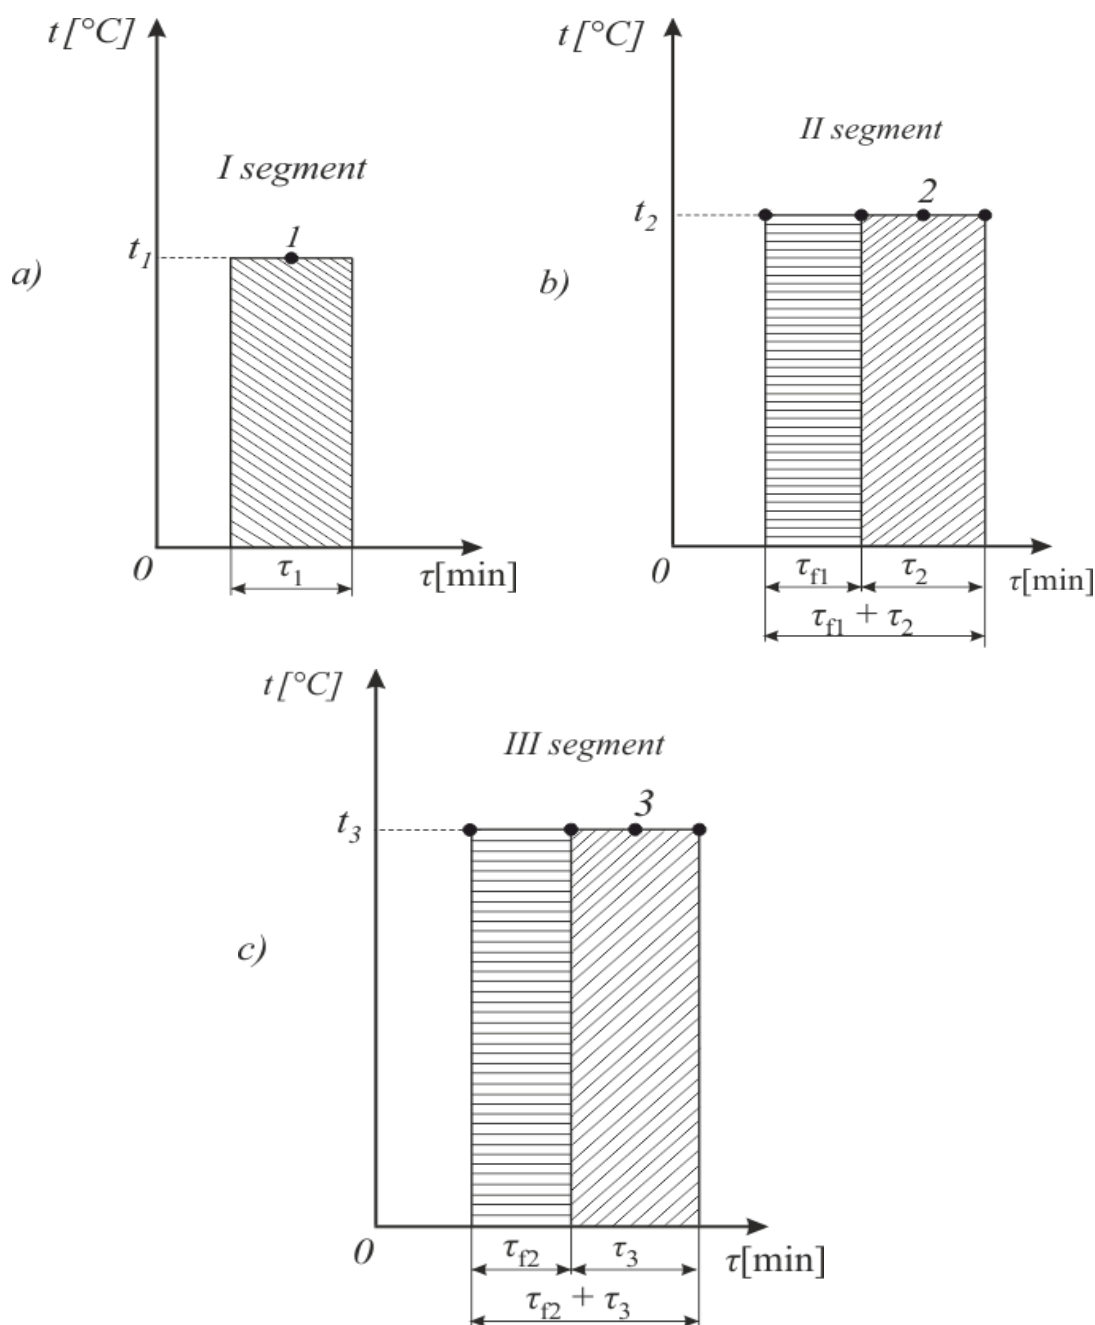 t [°C]
I segment
t₁
1
a)
0
τ₁
τ[min]
t [°C]
II segment
t₂
2
b)
0
τf1
τ₂
τ[min]
τf1 + τ₂
t [°C]
III segment
t₃
3
c)
0
τf2
τ₃
τ[min]
τf2 + τ₃